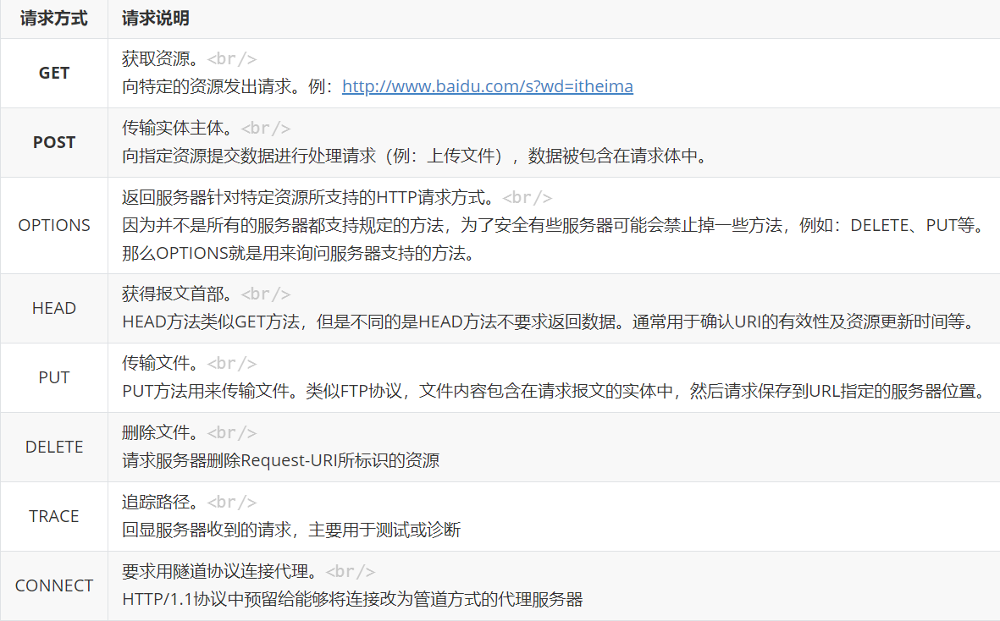 请求方式 请求说明
GET
获取资源。<br/>
向特定的资源发出请求。例：http://www.baidu.com/s?wd=itheima
POST
传输实体主体。<br/>
向指定资源提交数据进行处理请求（例：上传文件），数据被包含在请求体中。
OPTIONS
返回服务器针对特定资源所支持的HTTP请求方式。<br/>
因为并不是所有的服务器都支持规定的方法，为了安全有些服务器可能会禁止掉一些方法，例如：DELETE、PUT等。
那么OPTIONS就是用来询问服务器支持的方法。
HEAD
获得报文首部。<br/>
HEAD方法类似GET方法，但是不同的是HEAD方法不要求返回数据。通常用于确认URI的有效性及资源更新时间等。
PUT
传输文件。<br/>
PUT方法用来传输文件。类似FTP协议，文件内容包含在请求报文的实体中，然后请求保存到URL指定的服务器位置。
DELETE
删除文件。<br/>
请求服务器删除Request-URI所标识的资源
TRACE
追踪路径。<br/>
回显服务器收到的请求，主要用于测试或诊断
CONNECT
要求用隧道协议连接代理。<br/>
HTTP/1.1协议中预留给能够将连接改为管道方式的代理服务器